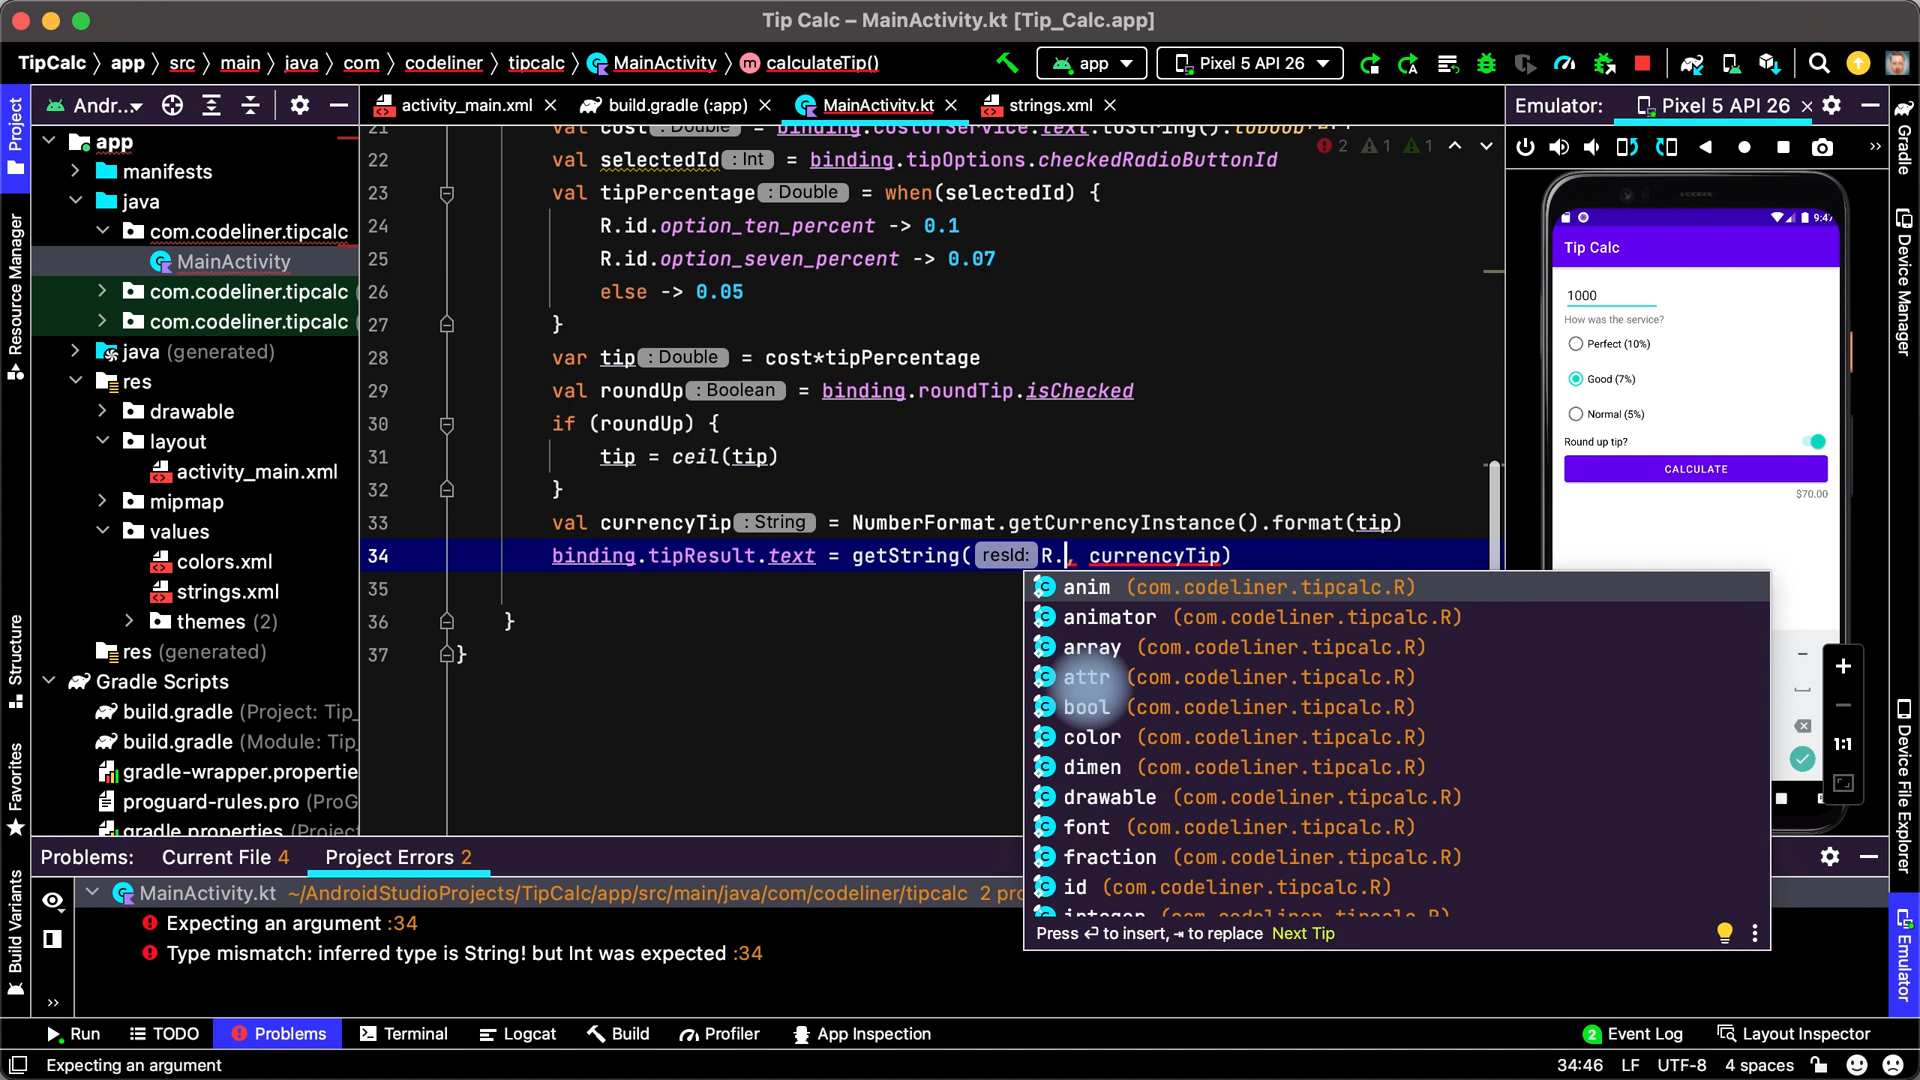 Tip Calc – MainActivity.kt [Tip_Calc.app]
TipCalc app src main java com codeliner tipcalc MainActivity calculateTip()
app
Pixel 5 API 26
Andr...
activity_main.xml
build.gradle (:app)
MainActivity.kt
strings.xml
Emulator: Pixel 5 API 26
Project
Resource Manager
Structure
Favorites
Build Variants
app
manifests
java
com.codeliner.tipcalc
MainActivity
com.codeliner.tipcalc
com.codeliner.tipcalc
java (generated)
res
drawable
layout
activity_main.xml
mipmap
values
colors.xml
strings.xml
themes (2)
res (generated)
Gradle Scripts
build.gradle (Project: Tip_
build.gradle (Module: Tip_
gradle-wrapper.propertie
proguard-rules.pro (ProG
gradle.properties (Project
2 1 1
22 val selectedId : Int = binding.tipOptions.checkedRadioButtonId
23 val tipPercentage : Double = when(selectedId) {
24 R.id.option_ten_percent -> 0.1
25 R.id.option_seven_percent -> 0.07
26 else -> 0.05
27 }
28 var tip : Double = cost*tipPercentage
29 val roundUp : Boolean = binding.roundTip.isChecked
30 if (roundUp) {
31 tip = ceil(tip)
32 }
33 val currencyTip : String = NumberFormat.getCurrencyInstance().format(tip)
34 binding.tipResult.text = getString( resId: R., currencyTip)
35
36 }
37 }
anim (com.codeliner.tipcalc.R)
animator (com.codeliner.tipcalc.R)
array (com.codeliner.tipcalc.R)
attr (com.codeliner.tipcalc.R)
bool (com.codeliner.tipcalc.R)
color (com.codeliner.tipcalc.R)
dimen (com.codeliner.tipcalc.R)
drawable (com.codeliner.tipcalc.R)
font (com.codeliner.tipcalc.R)
fraction (com.codeliner.tipcalc.R)
id (com.codeliner.tipcalc.R)
integer (com.codeliner.tipcalc.R)
Press ↩ to insert, ⇥ to replace Next Tip
9:47
Tip Calc
1000
How was the service?
Perfect (10%)
Good (7%)
Normal (5%)
Round up tip?
CALCULATE
$70.00
1:1
Gradle
Device Manager
Device File Explorer
Emulator
Problems: Current File 4 Project Errors 2
MainActivity.kt ~/AndroidStudioProjects/TipCalc/app/src/main/java/com/codeliner/tipcalc 2 pro
Expecting an argument :34
Type mismatch: inferred type is String! but Int was expected :34
Run TODO Problems Terminal Logcat Build Profiler App Inspection
2 Event Log Layout Inspector
Expecting an argument
34:46 LF UTF-8 4 spaces